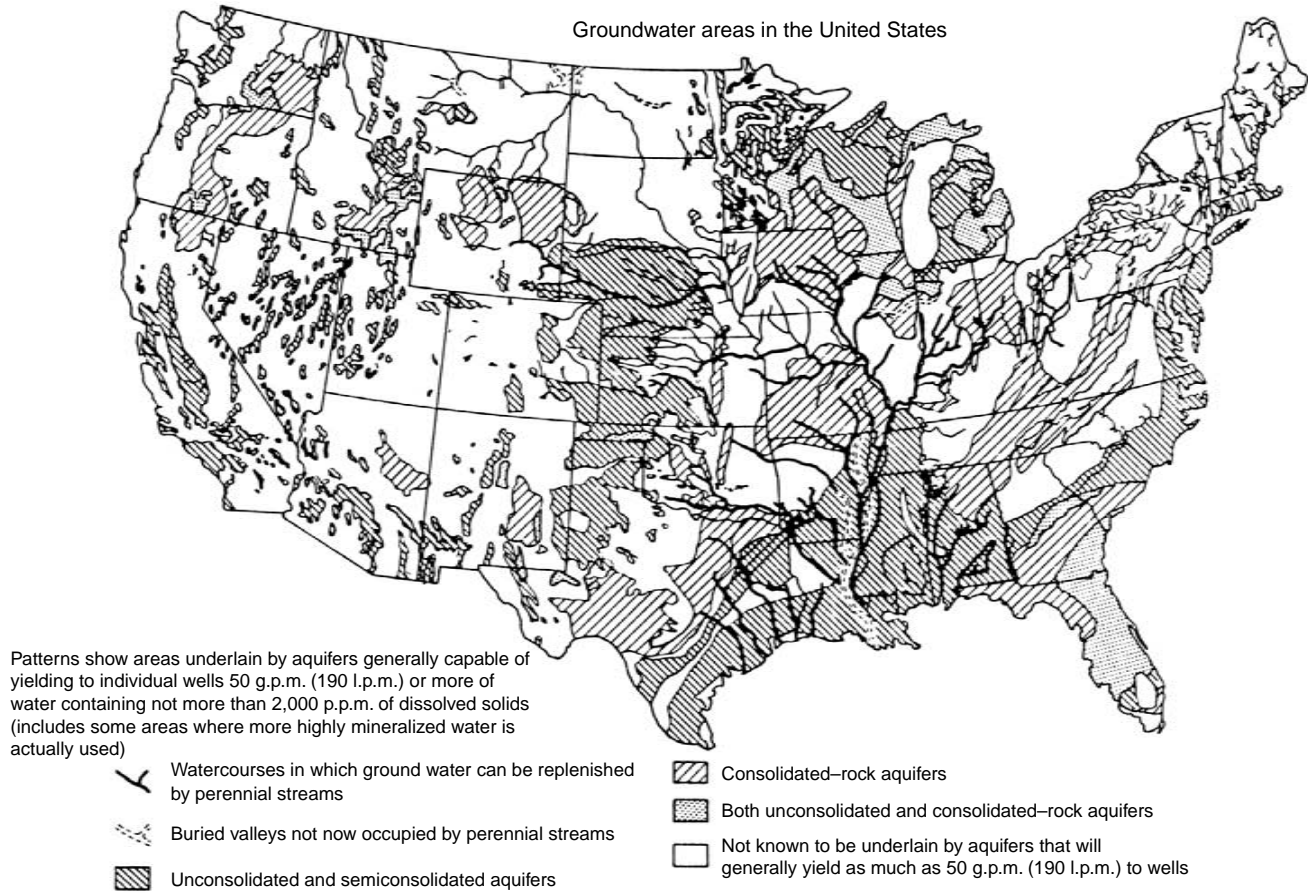 Groundwater areas in the United States
Patterns show areas underlain by aquifers generally capable of
yielding to individual wells 50 g.p.m. (190 l.p.m.) or more of
water containing not more than 2,000 p.p.m. of dissolved solids
(includes some areas where more highly mineralized water is
actually used)
Watercourses in which ground water can be replenished
by perennial streams
Buried valleys not now occupied by perennial streams
Unconsolidated and semiconsolidated aquifers
Consolidated–rock aquifers
Both unconsolidated and consolidated–rock aquifers
Not known to be underlain by aquifers that will
generally yield as much as 50 g.p.m. (190 l.p.m.) to wells